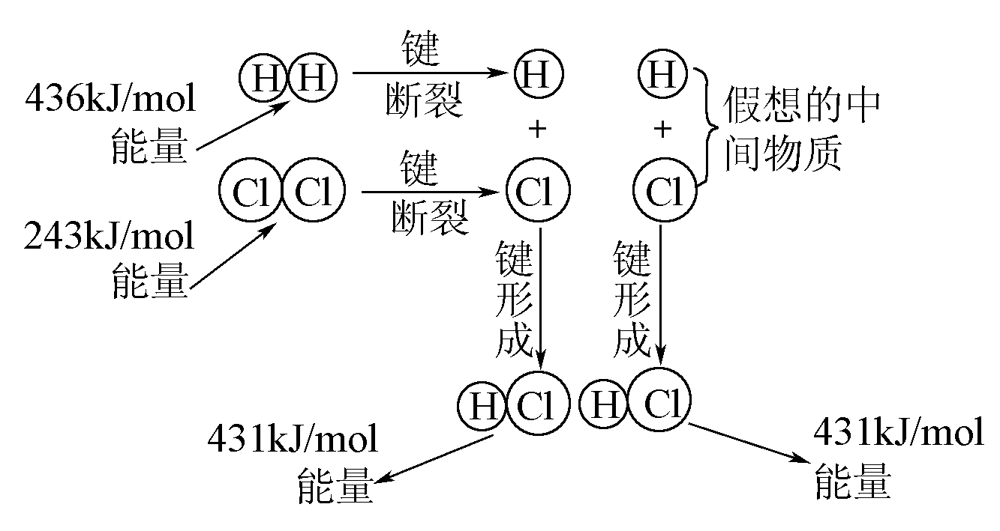 H H 键 断裂 H H
436kJ/mol
能量
+ +
假想的中
间物质
Cl Cl 键 断裂 Cl Cl
243kJ/mol
能量
键形成 键形成
H Cl H Cl
431kJ/mol
能量
431kJ/mol
能量